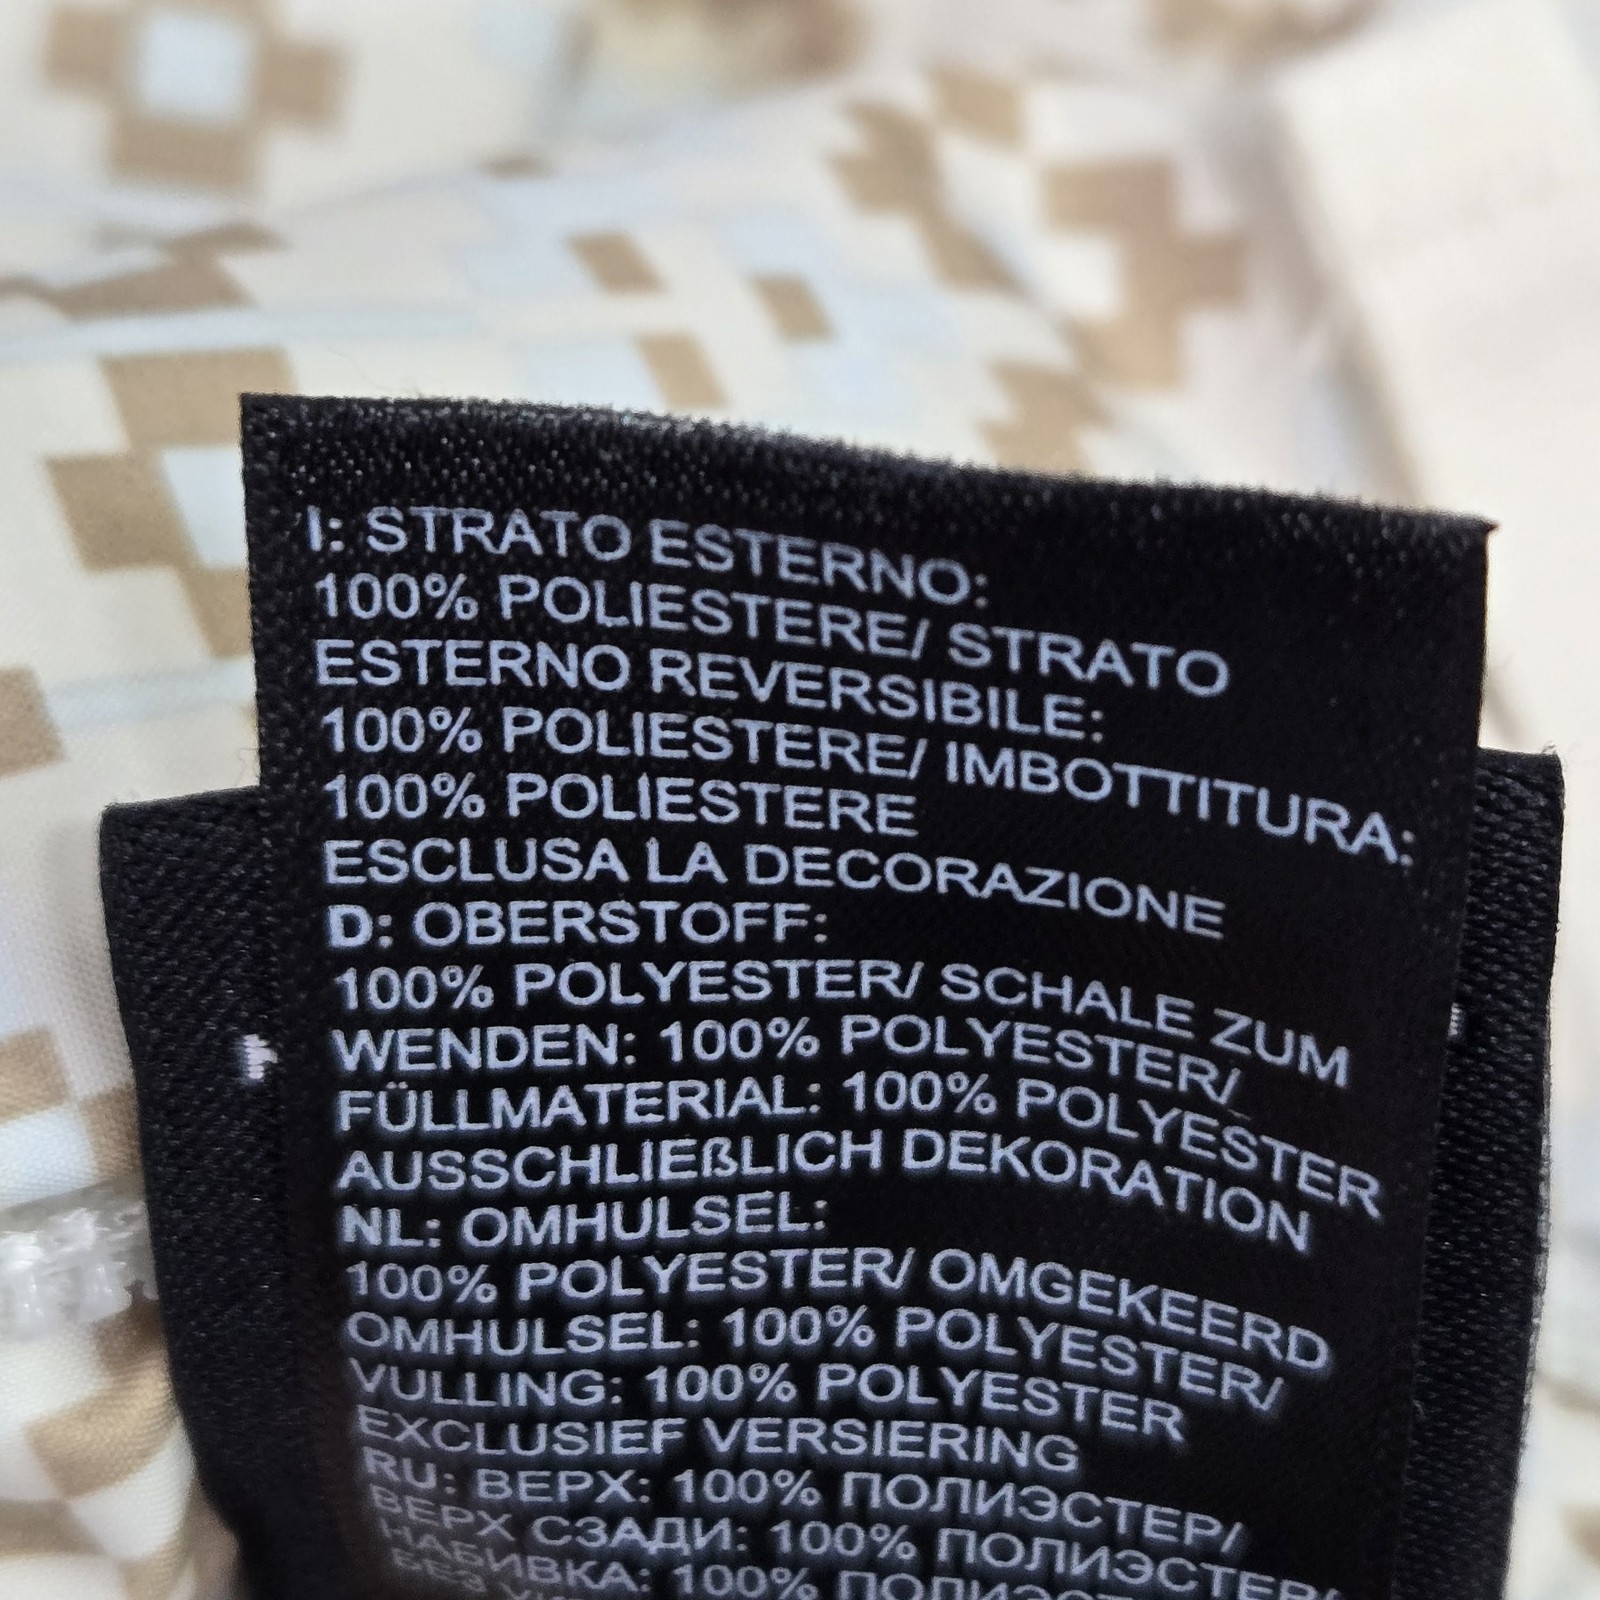 I: STRATO ESTERNO:
100% POLIESTERE/ STRATO
ESTERNO REVERSIBILE:
100% POLIESTERE/ IMBOTTITURA:
100% POLIESTERE
ESCLUSA LA DECORAZIONE
D: OBERSTOFF:
100% POLYESTER/ SCHALE ZUM
WENDEN: 100% POLYESTER/
FÜLLMATERIAL: 100% POLYESTER
AUSSCHLIEßLICH DEKORATION
NL: OMHULSEL:
100% POLYESTER/ OMGEKEERD
OMHULSEL: 100% POLYESTER/
VULLING: 100% POLYESTER
EXCLUSIEF VERSIERING
RU: ВЕРХ: 100% ПОЛИЭСТЕР/
ВЕРХ СЗАДИ: 100% ПОЛИЭСТЕР/
НАБИВКА: 100%
БЕЗ